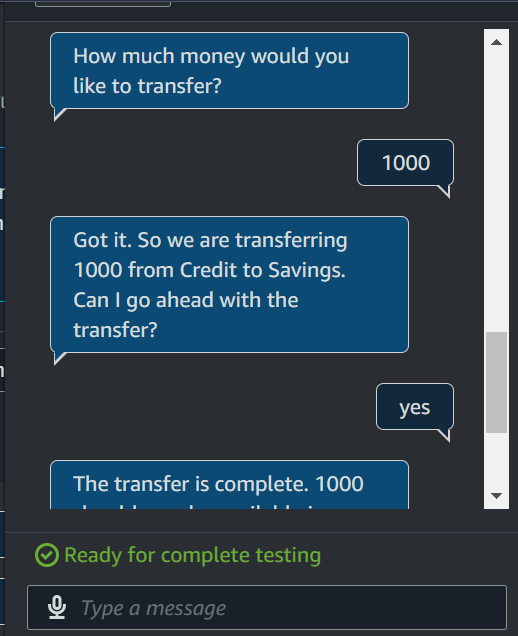 How much money would you
like to transfer?
1000
Got it. So we are transferring
1000 from Credit to Savings.
Can I go ahead with the
transfer?
yes
The transfer is complete. 1000
Ready for complete testing
Type a message